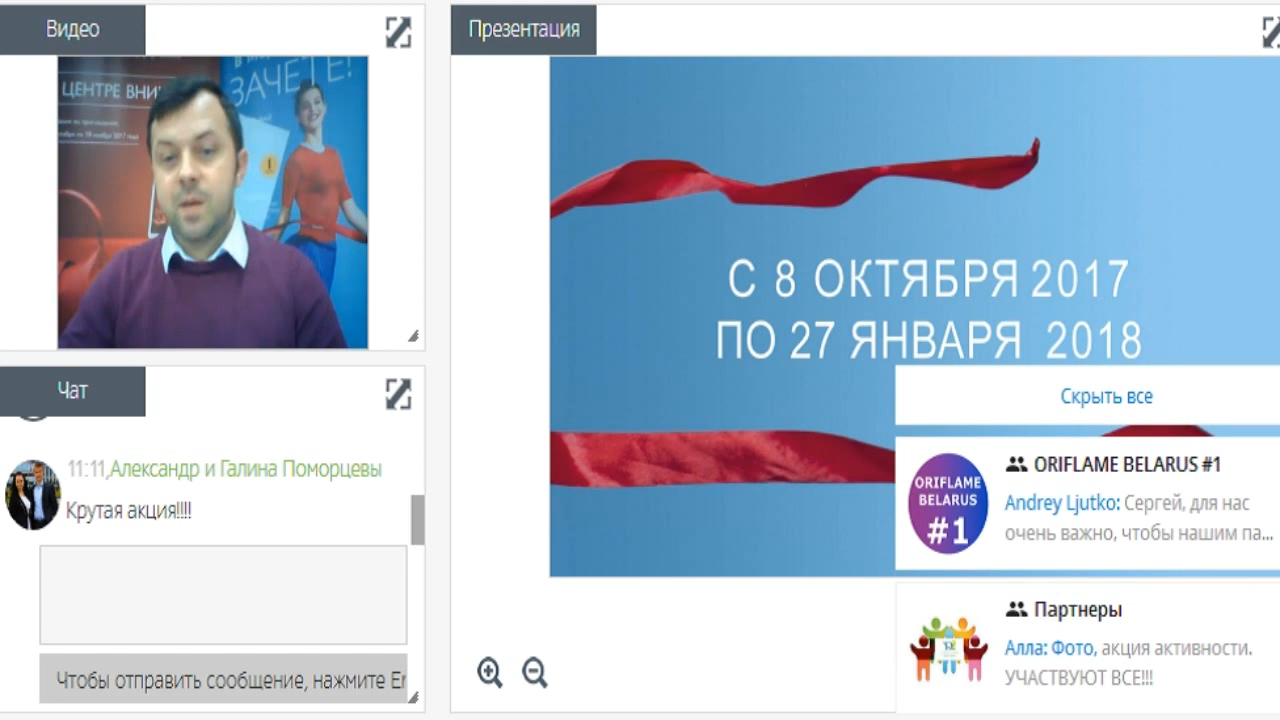 Видео
ЦЕНТРЕ ВНИ
ЗАЧЕТЕ!
Чат
11:11,Александр и Галина Поморцевы
Крутая акция!!!!
Чтобы отправить сообщение, нажмите Er
Презентация
С 8 ОКТЯБРЯ 2017
ПО 27 ЯНВАРЯ 2018
Скрыть все
ORIFLAME
BELARUS
#1
ORIFLAME BELARUS #1
Andrey Ljutko: Сергей, для нас
очень важно, чтобы нашим па...
Партнеры
Алла: Фото, акция активности.
УЧАСТВУЮТ ВСЕ!!!